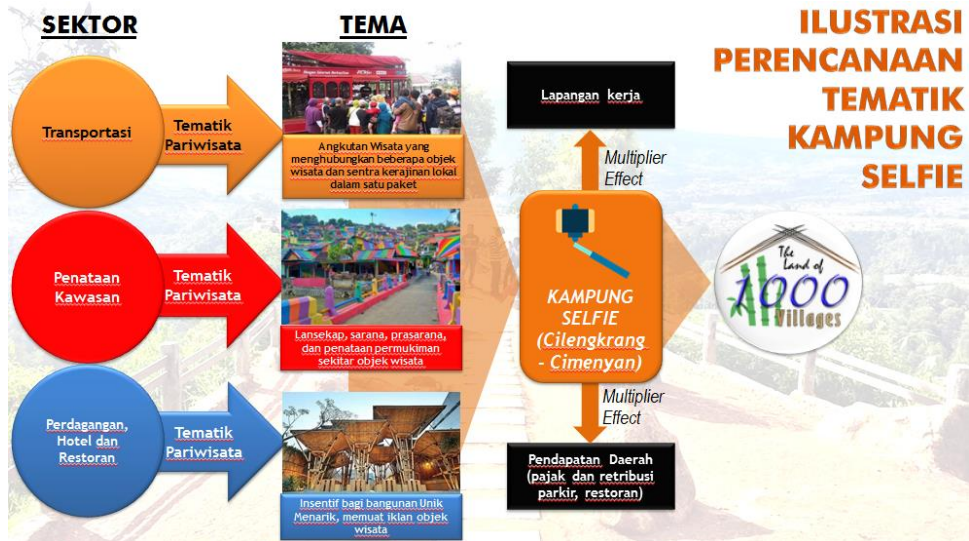 SEKTOR
TEMA
ILUSTRASI
PERENCANAAN
TEMATIK
KAMPUNG
SELFIE
Transportasi
Tematik
Pariwisata
Angkutan Wisata yang
menghubungkan beberapa objek
wisata dan sentra kerajinan lokal
dalam satu paket
Penataan
Kawasan
Tematik
Pariwisata
Lansekap, sarana, prasarana,
dan penataan permukiman
sekitar objek wisata
Perdagangan,
Hotel dan
Restoran
Tematik
Pariwisata
Insentif bagi bangunan Unik
Menarik, memuat iklan objek
wisata
Lapangan kerja
Multiplier
Effect
KAMPUNG
SELFIE
(Cilengkrang
- Cimenyan)
Multiplier
Effect
Pendapatan Daerah
(pajak dan retribusi
parkir, restoran)
The
Land of
1000
Villages